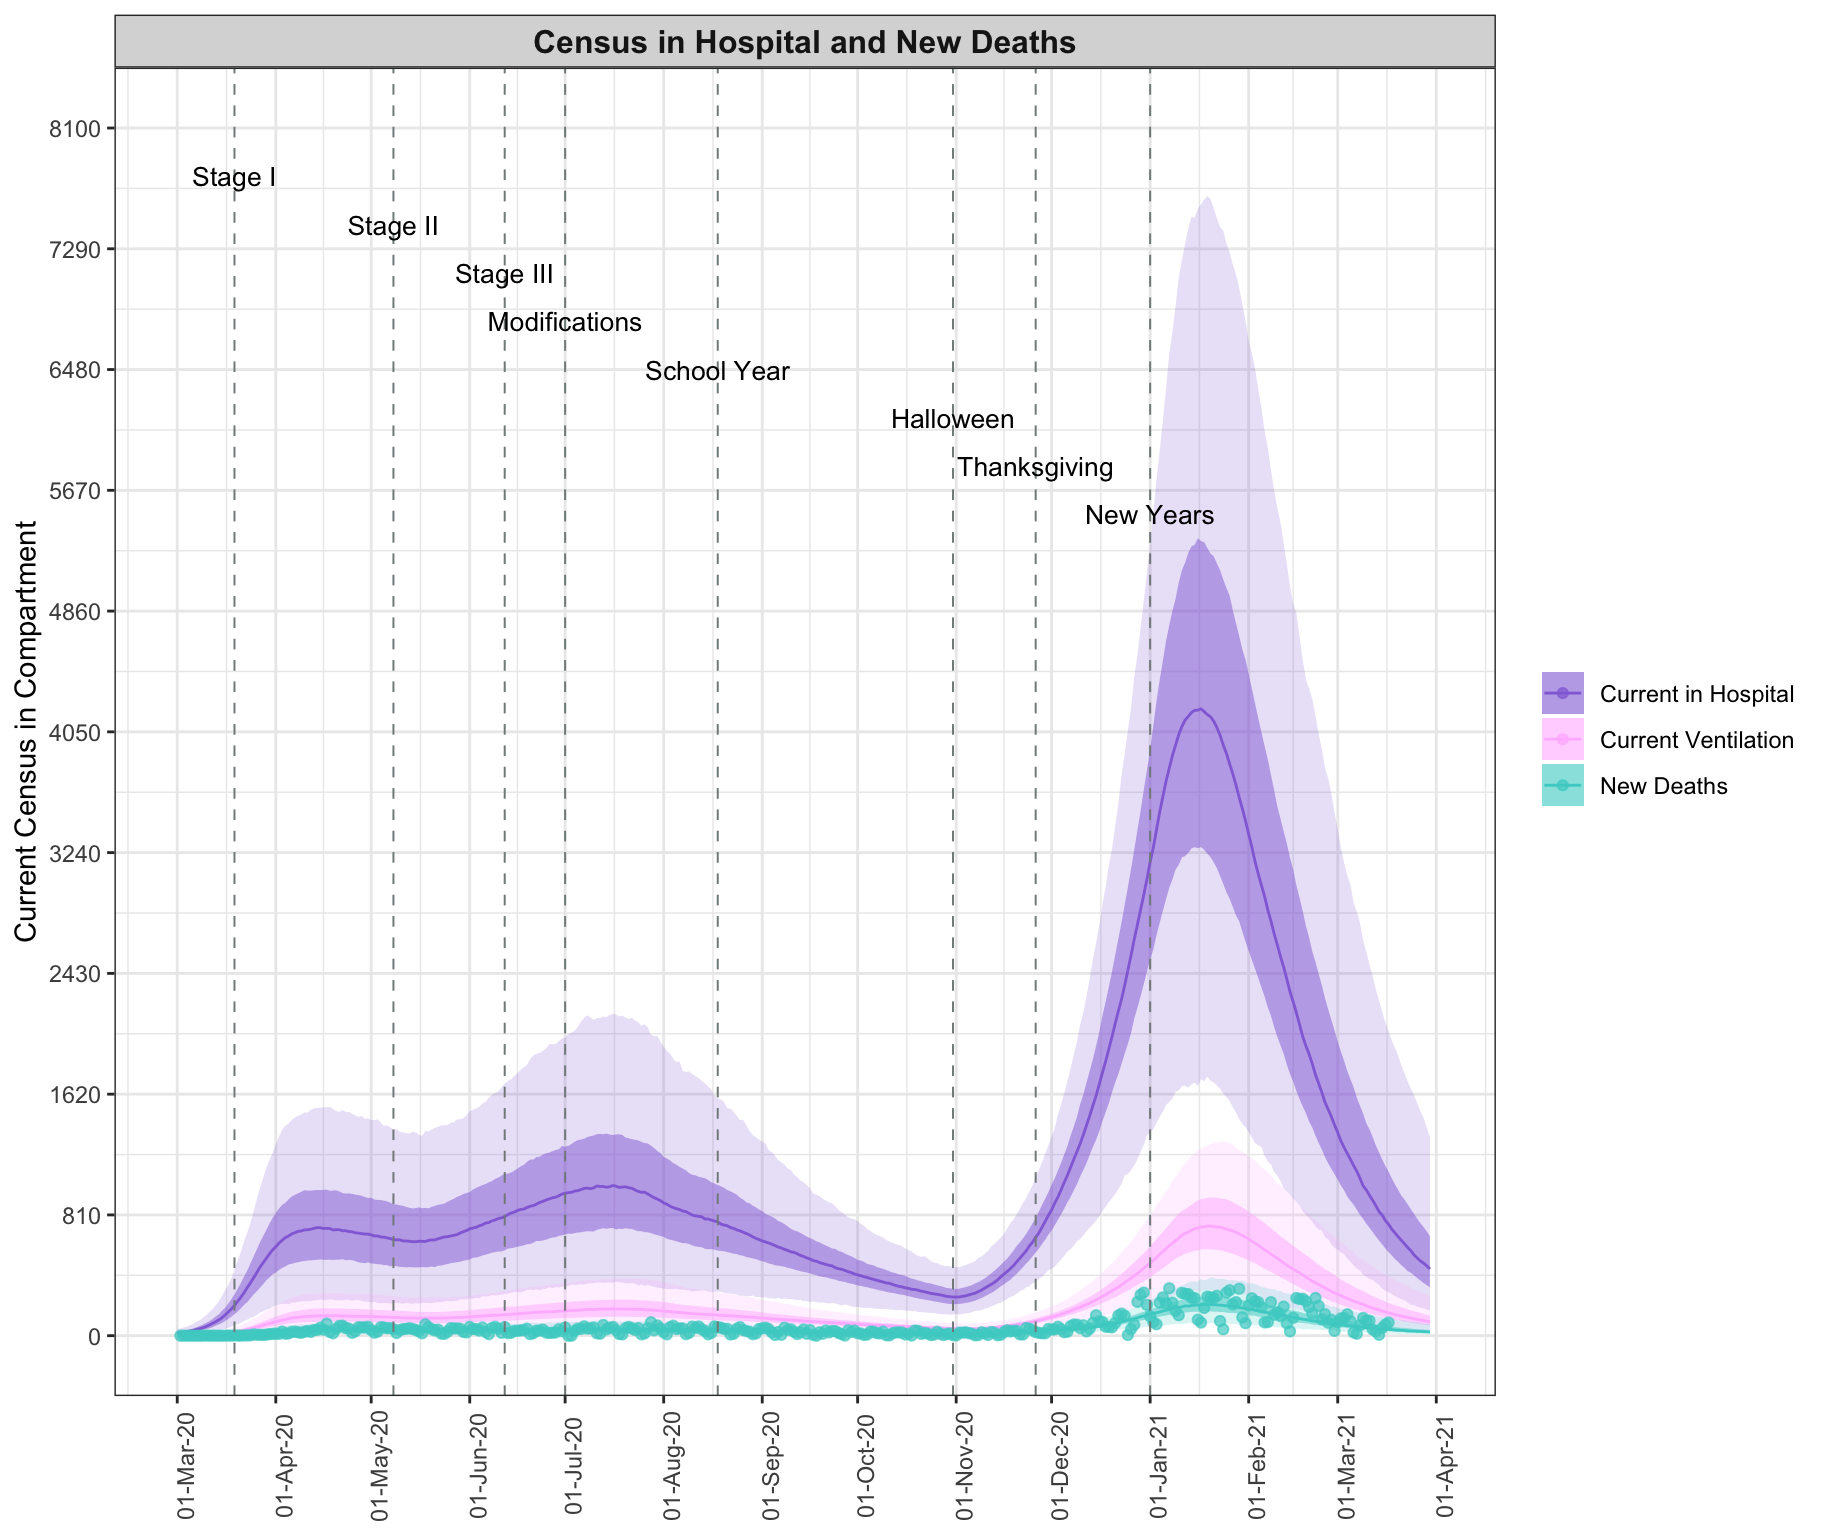 Census in Hospital and New Deaths
Current Census in Compartment
8100
7290
6480
5670
4860
4050
3240
2430
1620
810
0
Stage I
Stage II
Stage III
Modifications
School Year
Halloween
Thanksgiving
New Years
01-Mar-20
01-Apr-20
01-May-20
01-Jun-20
01-Jul-20
01-Aug-20
01-Sep-20
01-Oct-20
01-Nov-20
01-Dec-20
01-Jan-21
01-Feb-21
01-Mar-21
01-Apr-21
Current in Hospital
Current Ventilation
New Deaths